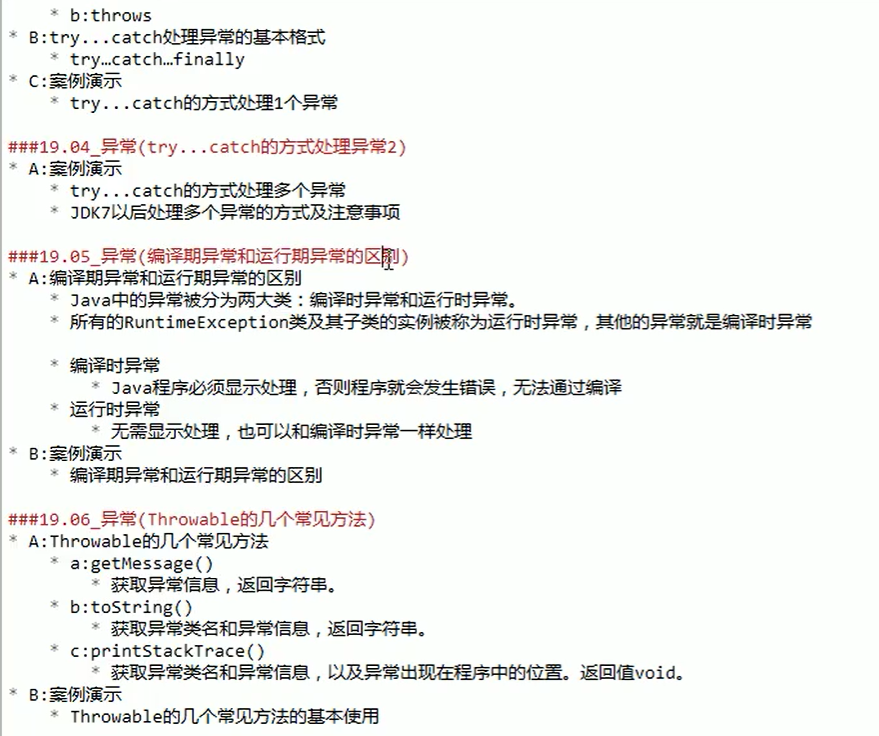 * b:throws
* B:try...catch处理异常的基本格式
* try…catch…finally
* C:案例演示
* try...catch的方式处理1个异常
###19.04_异常(try...catch的方式处理异常2)
* A:案例演示
* try...catch的方式处理多个异常
* JDK7以后处理多个异常的方式及注意事项
###19.05_异常(编译期异常和运行期异常的区别)
* A:编译期异常和运行期异常的区别
* Java中的异常被分为两大类：编译时异常和运行时异常。
* 所有的RuntimeException类及其子类的实例被称为运行时异常，其他的异常就是编译时异常
* 编译时异常
* Java程序必须显示处理，否则程序就会发生错误，无法通过编译
* 运行时异常
* 无需显示处理，也可以和编译时异常一样处理
* B:案例演示
* 编译期异常和运行期异常的区别
###19.06_异常(Throwable的几个常见方法)
* A:Throwable的几个常见方法
* a:getMessage()
* 获取异常信息，返回字符串。
* b:toString()
* 获取异常类名和异常信息，返回字符串。
* c:printStackTrace()
* 获取异常类名和异常信息，以及异常出现在程序中的位置。返回值void。
* B:案例演示
* Throwable的几个常见方法的基本使用